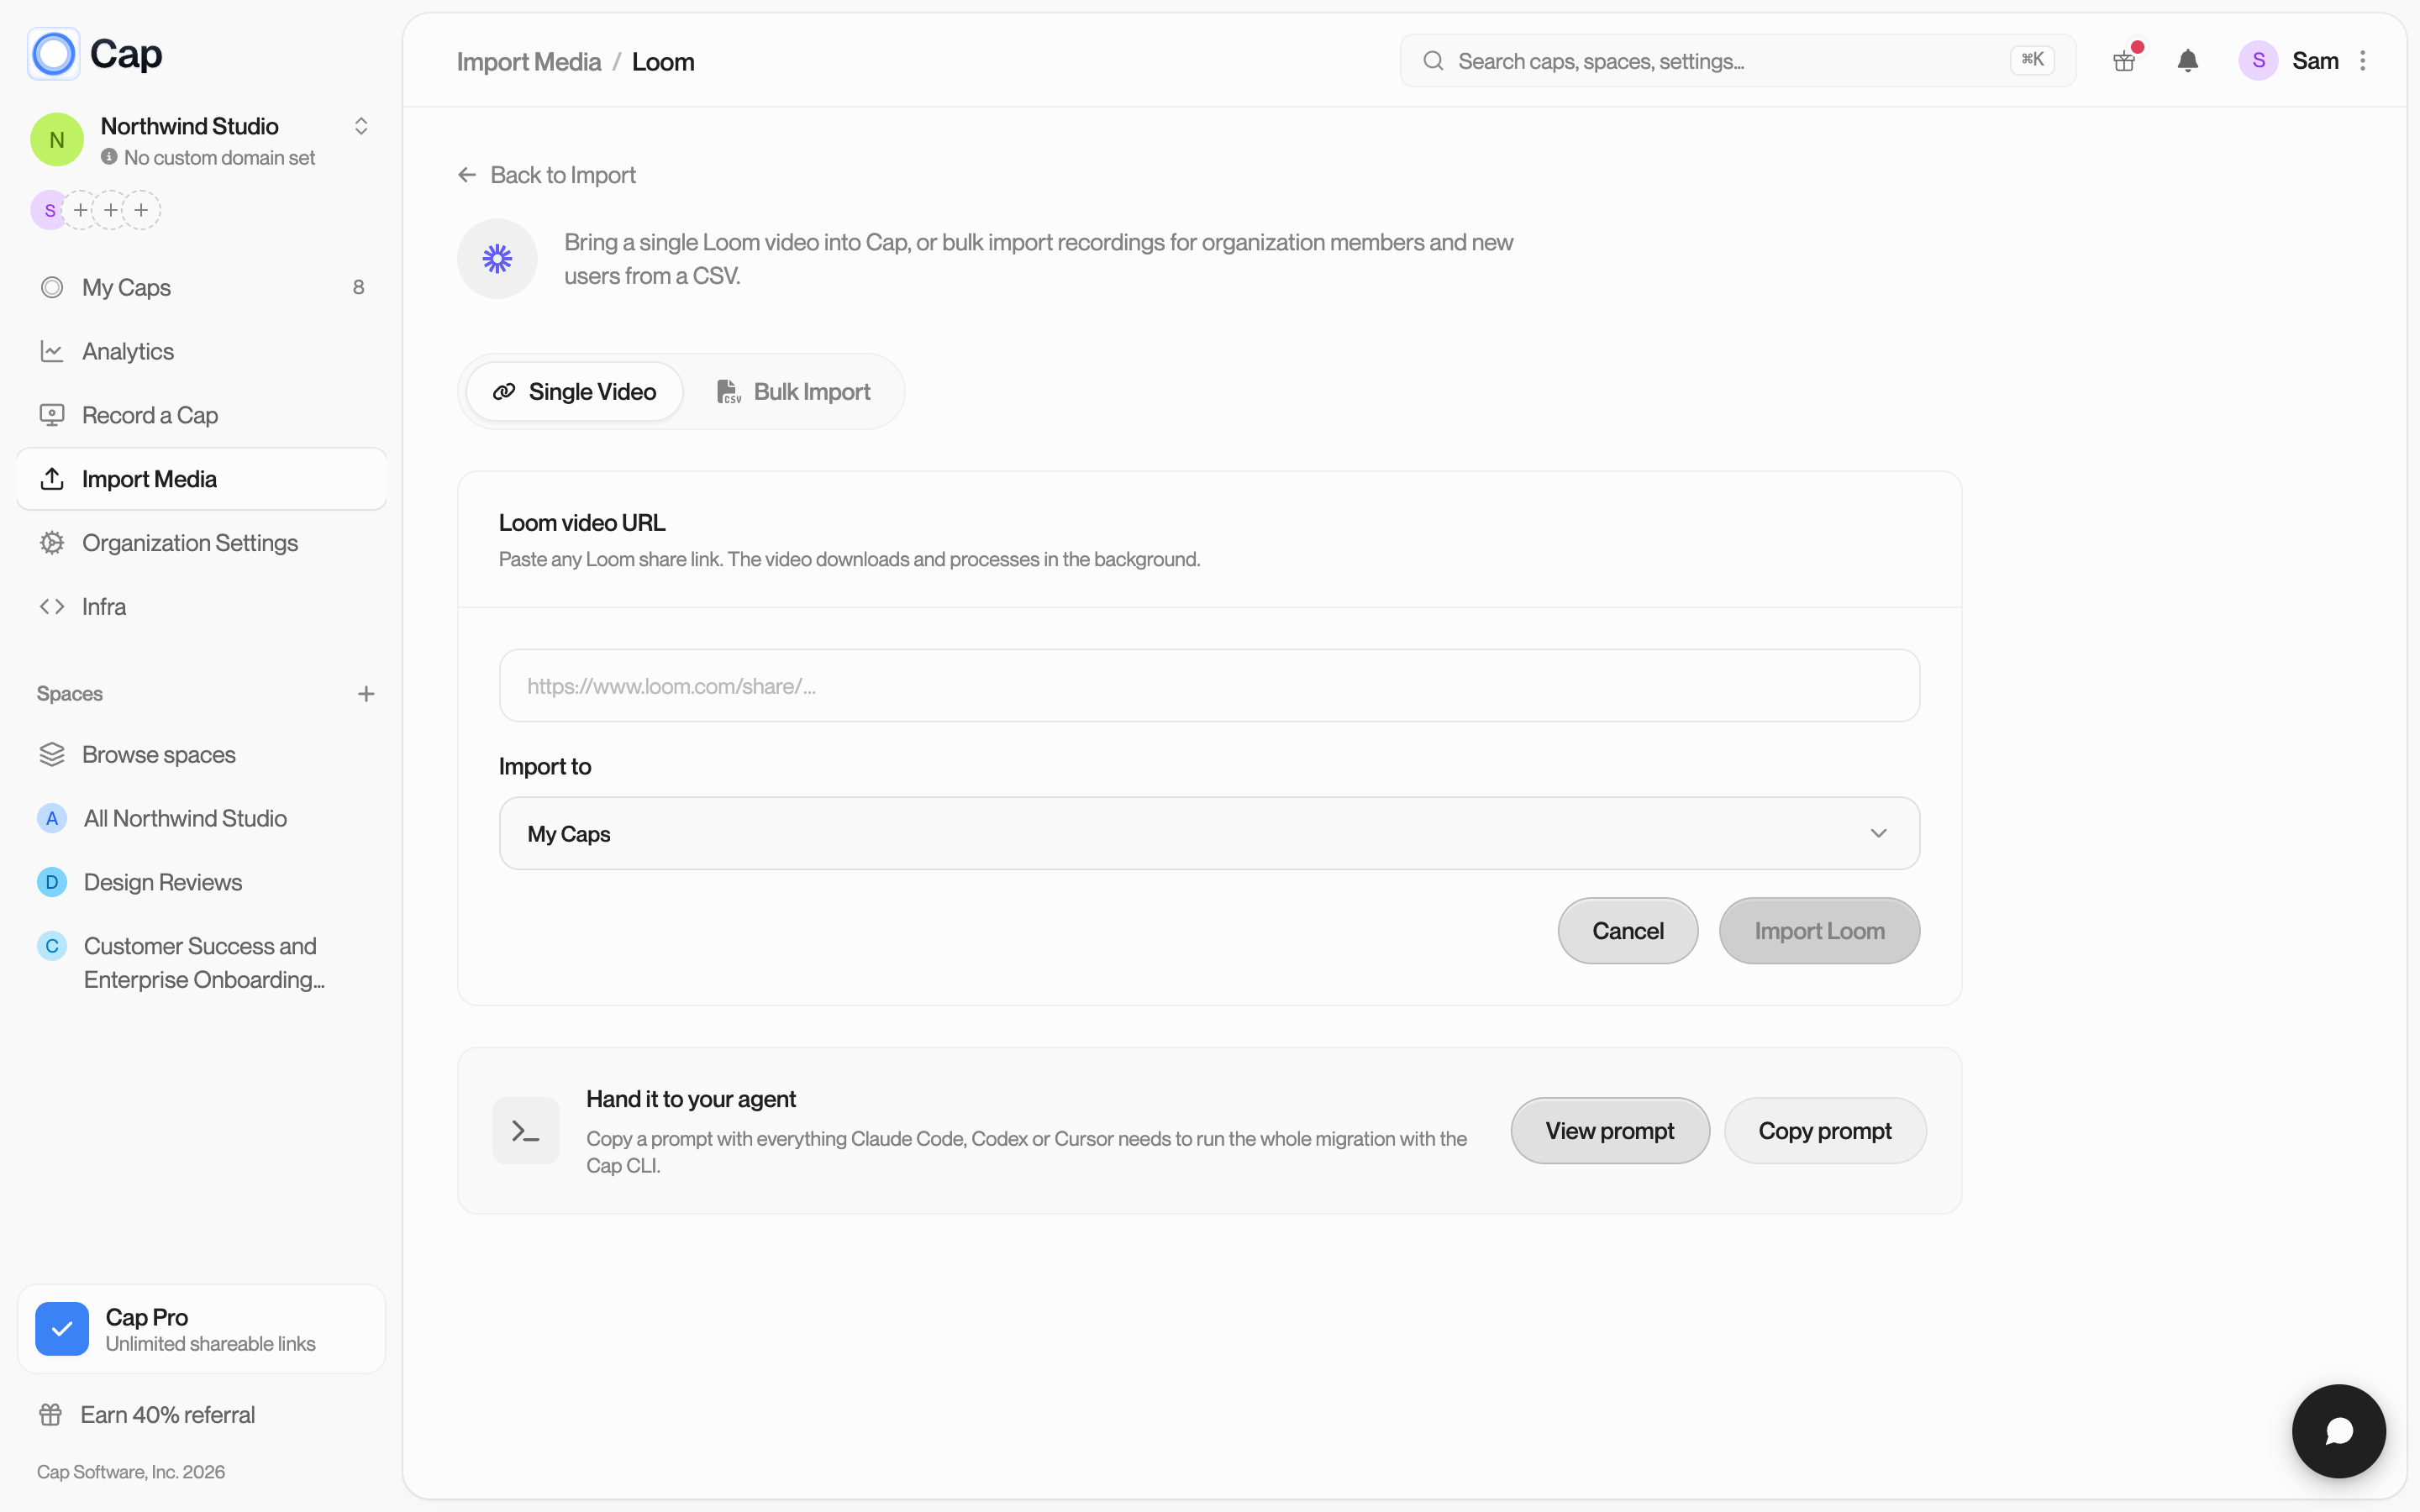 Cap
N
Northwind Studio
No custom domain set
S
My Caps
8
Analytics
Record a Cap
Import Media
Organization Settings
Infra
Spaces
Browse spaces
A
All Northwind Studio
D
Design Reviews
C
Customer Success and
Enterprise Onboarding...
Cap Pro
Unlimited shareable links
Earn 40% referral
Cap Software, Inc. 2026
Import Media / Loom
Search caps, spaces, settings...
⌘K
S
Sam
Back to Import
Bring a single Loom video into Cap, or bulk import recordings for organization members and new
users from a CSV.
Single Video
CSV
Bulk Import
Loom video URL
Paste any Loom share link. The video downloads and processes in the background.
https://www.loom.com/share/...
Import to
My Caps
Cancel
Import Loom
Hand it to your agent
Copy a prompt with everything Claude Code, Codex or Cursor needs to run the whole migration with the
Cap CLI.
View prompt
Copy prompt